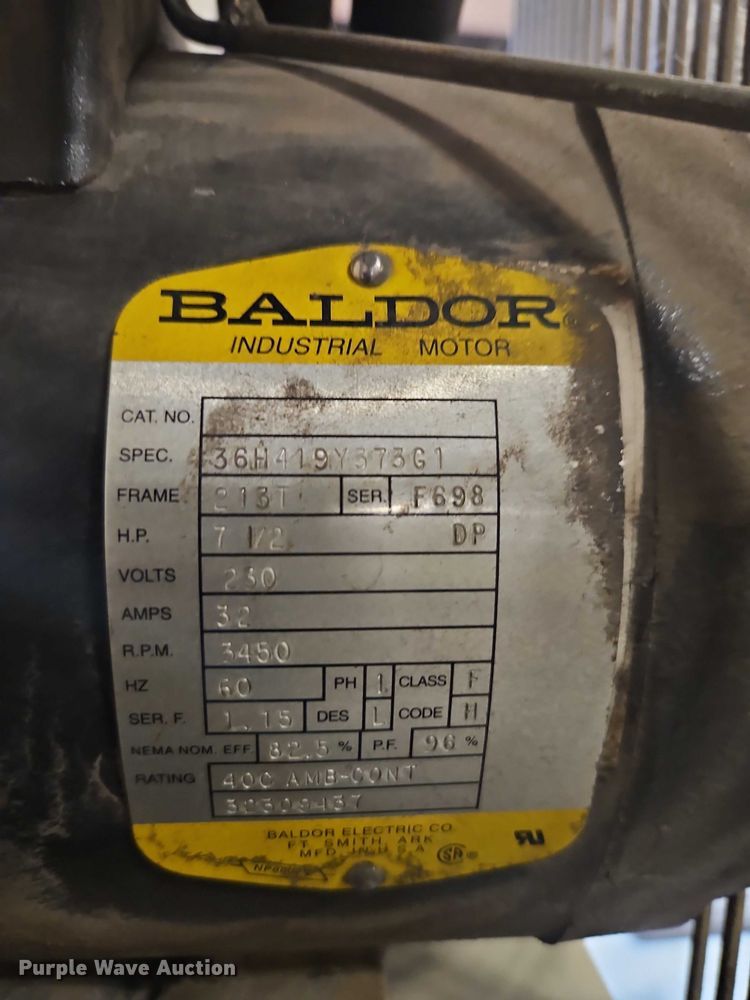 BALDOR®
INDUSTRIAL MOTOR
CAT. NO.
SPEC. 36H419Y373G1
FRAME 213T SER. F698
H.P. 7 1/2 DP
VOLTS 230
AMPS 32
R.P.M. 3450
HZ 60 PH 1 CLASS F
SER. F. 1.15 DES L CODE H
NEMA NOM. EFF. 82.5 % P.F. 96 %
RATING 40C AMB-CONT
BALDOR ELECTRIC CO
FT. SMITH, ARK
MFD. IN U.S.A
SA
Purple Wave Auction